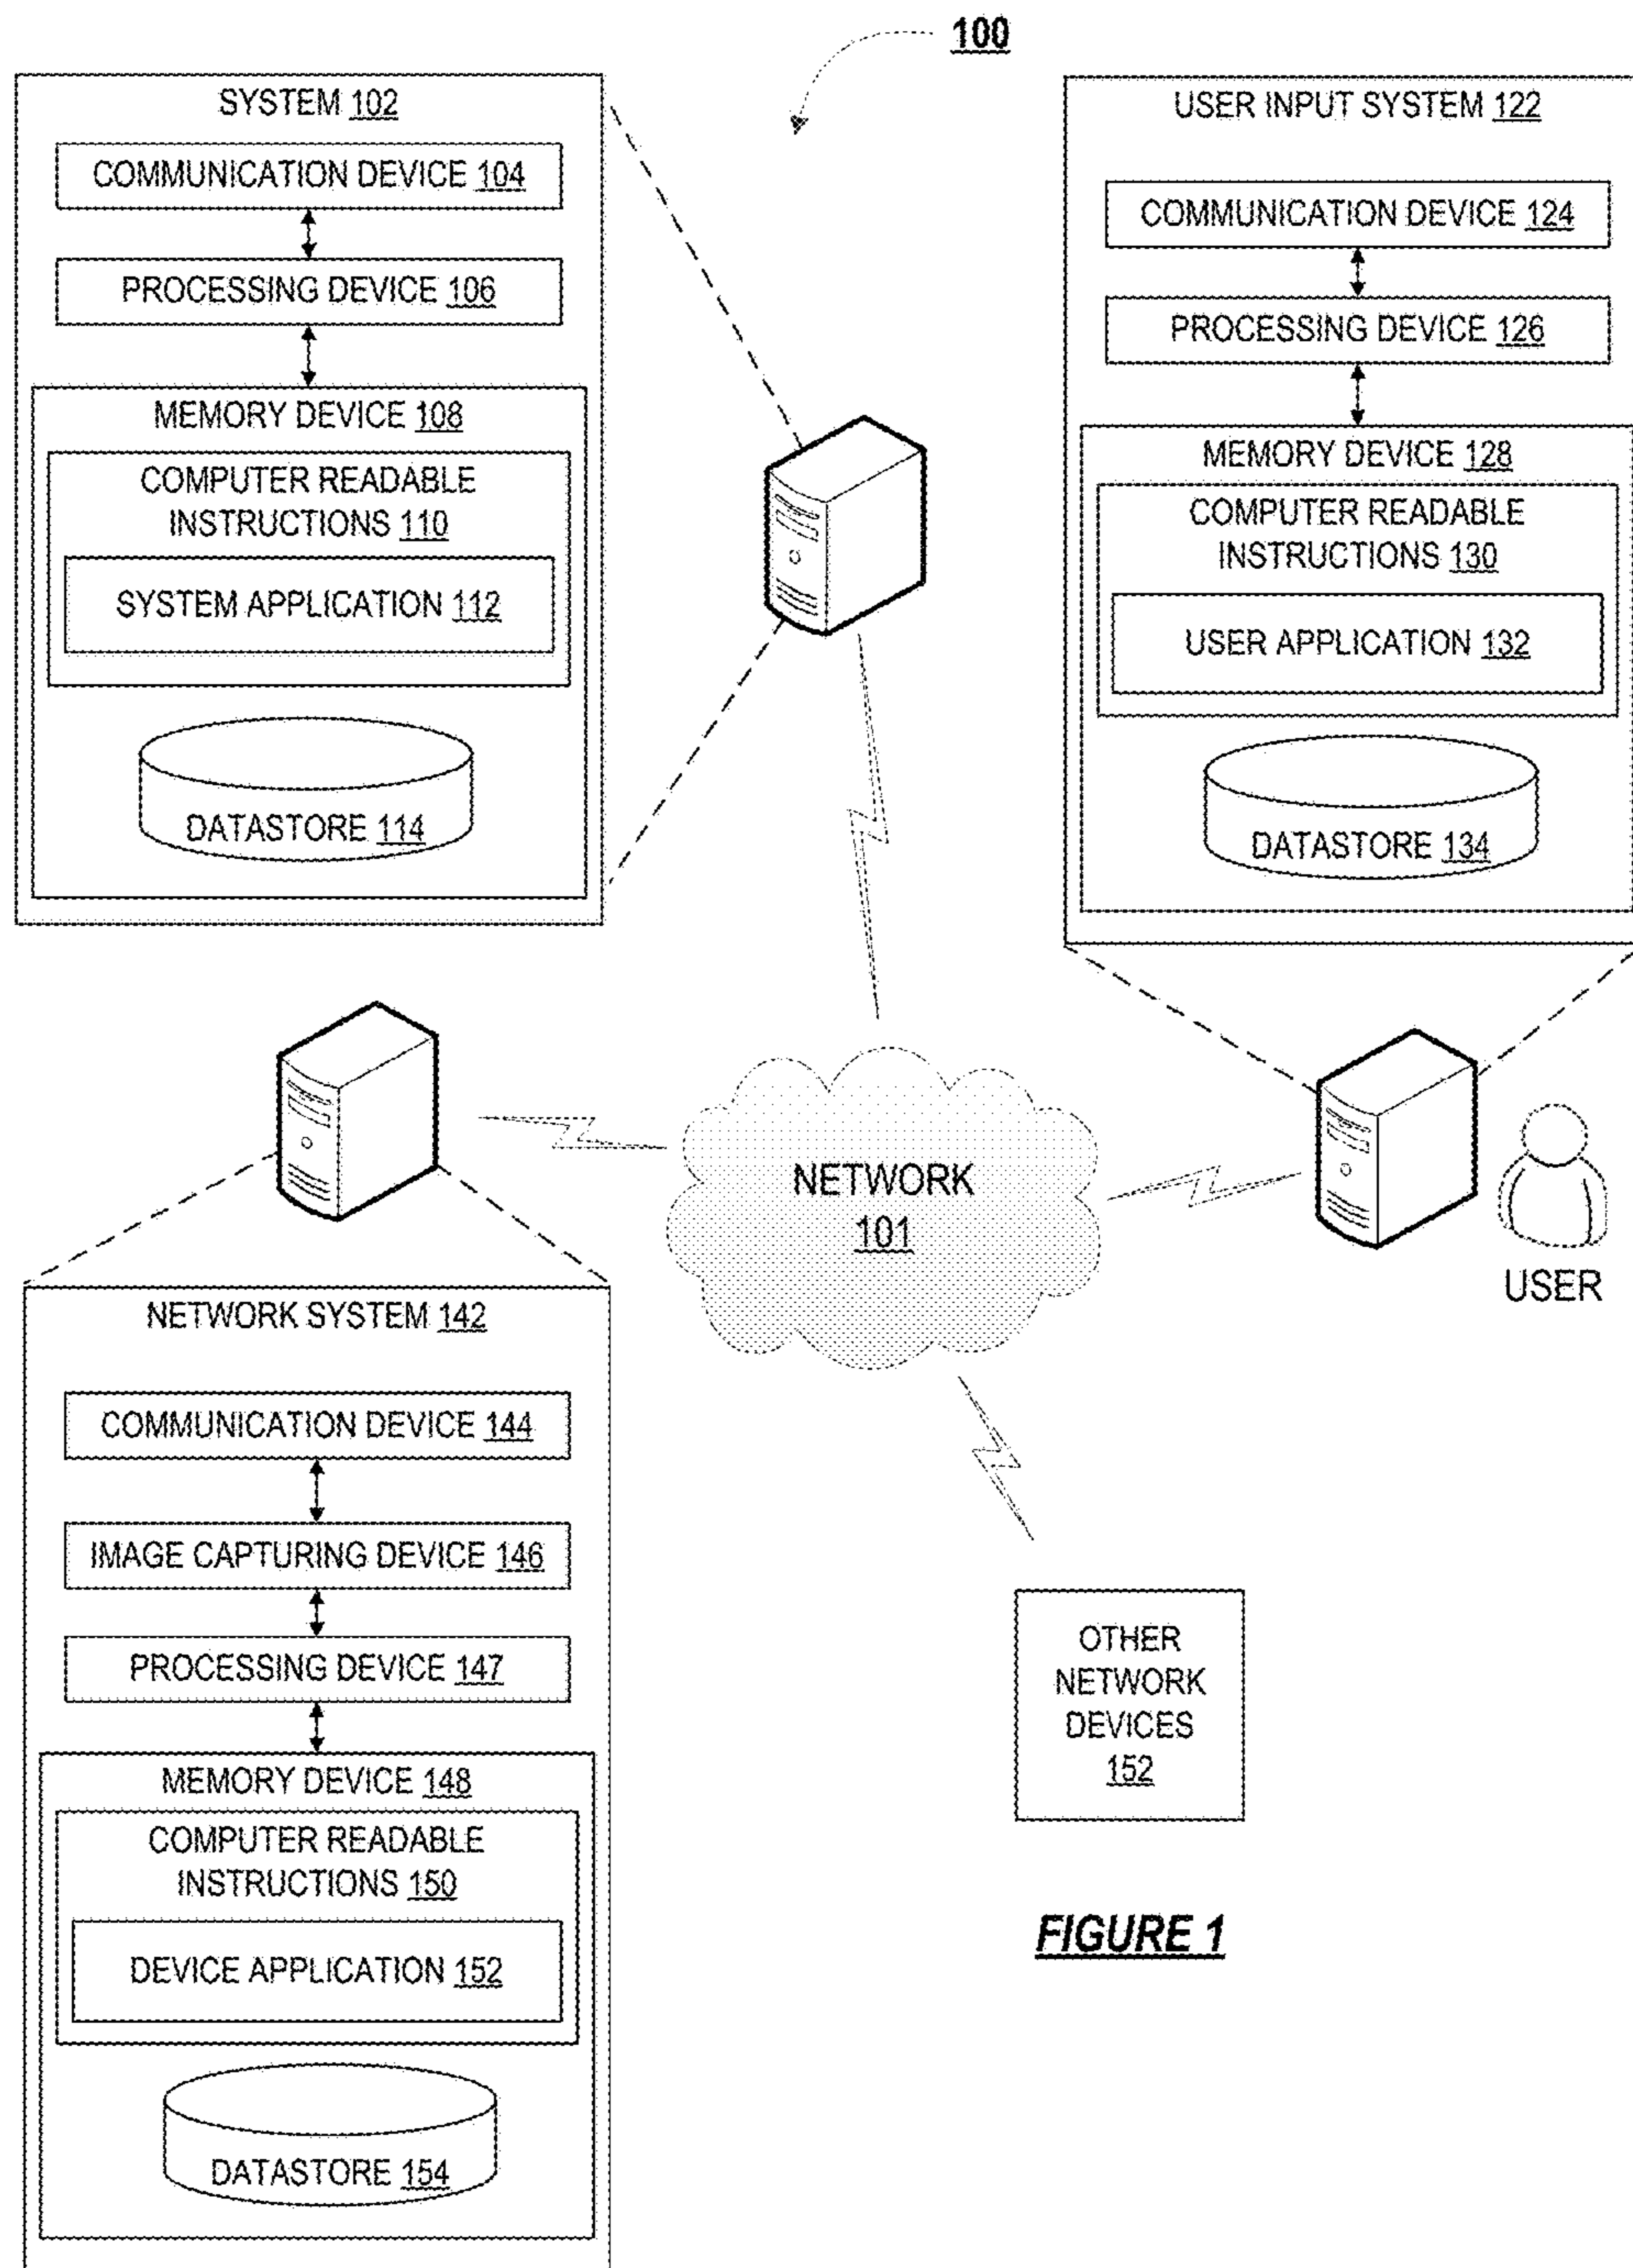 100
SYSTEM 102
COMMUNICATION DEVICE 104
PROCESSING DEVICE 106
MEMORY DEVICE 108
COMPUTER READABLE
INSTRUCTIONS 110
SYSTEM APPLICATION 112
DATASTORE 114
USER INPUT SYSTEM 122
COMMUNICATION DEVICE 124
PROCESSING DEVICE 126
MEMORY DEVICE 128
COMPUTER READABLE
INSTRUCTIONS 130
USER APPLICATION 132
DATASTORE 134
NETWORK
101
USER
NETWORK SYSTEM 142
COMMUNICATION DEVICE 144
IMAGE CAPTURING DEVICE 146
PROCESSING DEVICE 147
MEMORY DEVICE 148
COMPUTER READABLE
INSTRUCTIONS 150
DEVICE APPLICATION 152
DATASTORE 154
OTHER
NETWORK
DEVICES
152
FIGURE 1